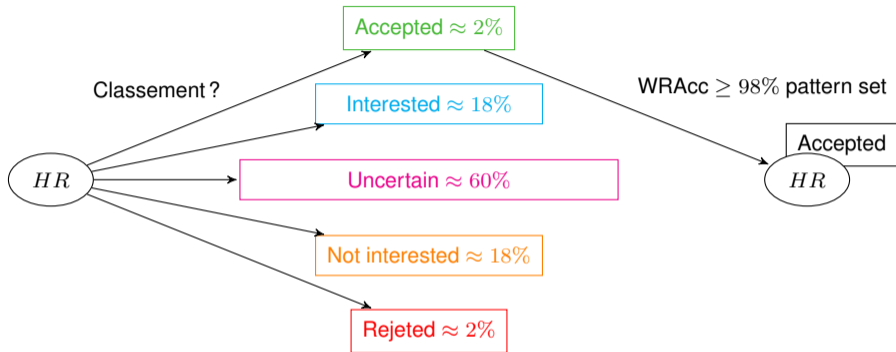 Accepted ≈ 2%
Classement ?
WRAcc ≥ 98% pattern set
Interested ≈ 18%
Accepted
HR
Uncertain ≈ 60%
HR
Not interested ≈ 18%
Rejeted ≈ 2%